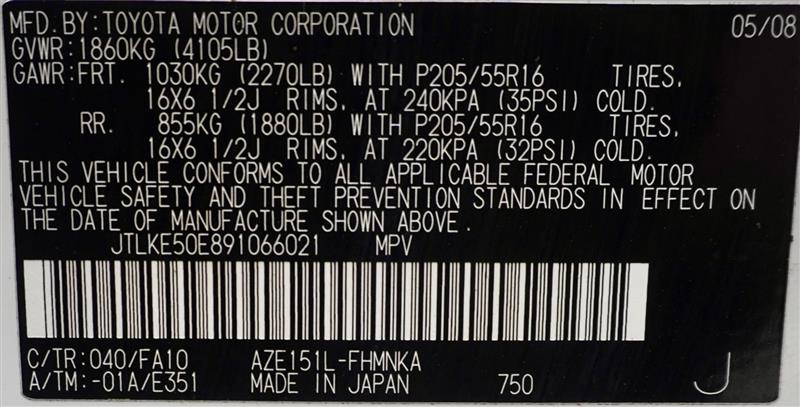 MFD.BY:TOYOTA MOTOR CORPORATION 05/08
GVWR:1860KG (4105LB)
GAWR:FRT. 1030KG (2270LB) WITH P205/55R16 TIRES,
16X6 1/2J RIMS, AT 240KPA (35PSI) COLD.
RR. 855KG (1880LB) WITH P205/55R16 TIRES,
16X6 1/2J RIMS, AT 220KPA (32PSI) COLD.
THIS VEHICLE CONFORMS TO ALL APPLICABLE FEDERAL MOTOR
VEHICLE SAFETY AND THEFT PREVENTION STANDARDS IN EFFECT ON
THE DATE OF MANUFACTURE SHOWN ABOVE.
JTLKE50E891066021 MPV
C/TR:040/FA10 AZE151L-FHMNKA
A/TM:-01A/E351 MADE IN JAPAN 750 J